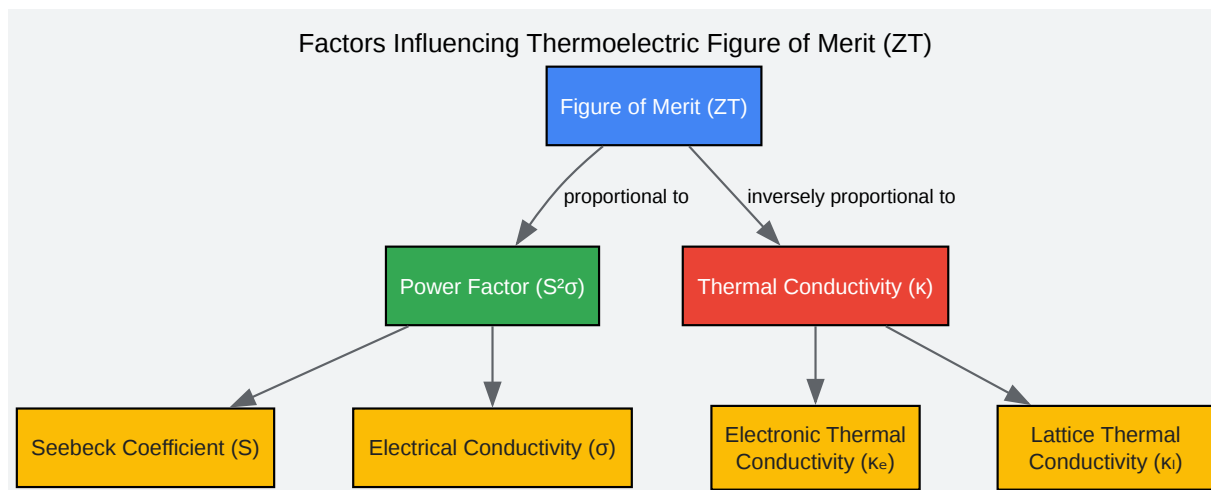 Factors Influencing Thermoelectric Figure of Merit (ZT)
Figure of Merit (ZT)
proportional to
inversely proportional to
Power Factor (S²σ)
Thermal Conductivity (κ)
Seebeck Coefficient (S)
Electrical Conductivity (σ)
Electronic Thermal
Conductivity (κₑ)
Lattice Thermal
Conductivity (κₗ)